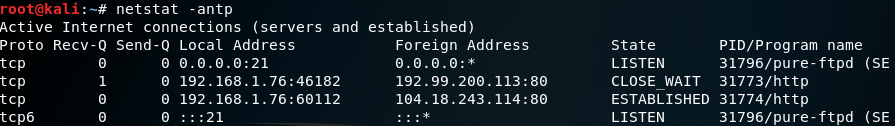 root@kali:~# netstat -antp
Active Internet connections (servers and established)
Proto Recv-Q Send-Q Local Address           Foreign Address         State       PID/Program name
tcp        0      0 0.0.0.0:21              0.0.0.0:*               LISTEN      31796/pure-ftpd (SE
tcp        1      0 192.168.1.76:46182      192.99.200.113:80       CLOSE_WAIT  31773/http
tcp        0      0 192.168.1.76:60112      104.18.243.114:80       ESTABLISHED 31774/http
tcp6       0      0 :::21                   :::*                    LISTEN      31796/pure-ftpd (SE